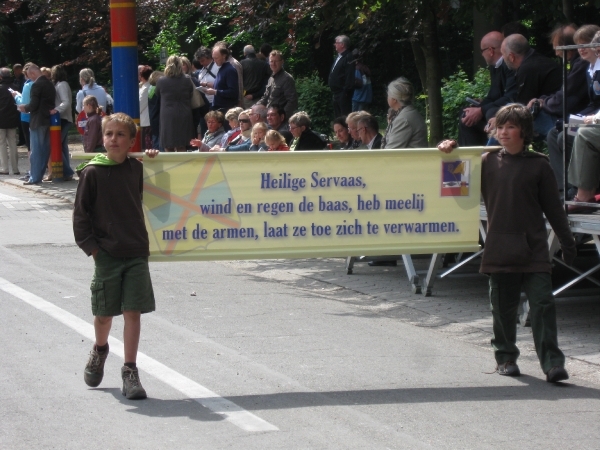 Heilige Servaas,
wind en regen de baas, heb meelij
met de armen, laat ze toe zich te verwarmen.